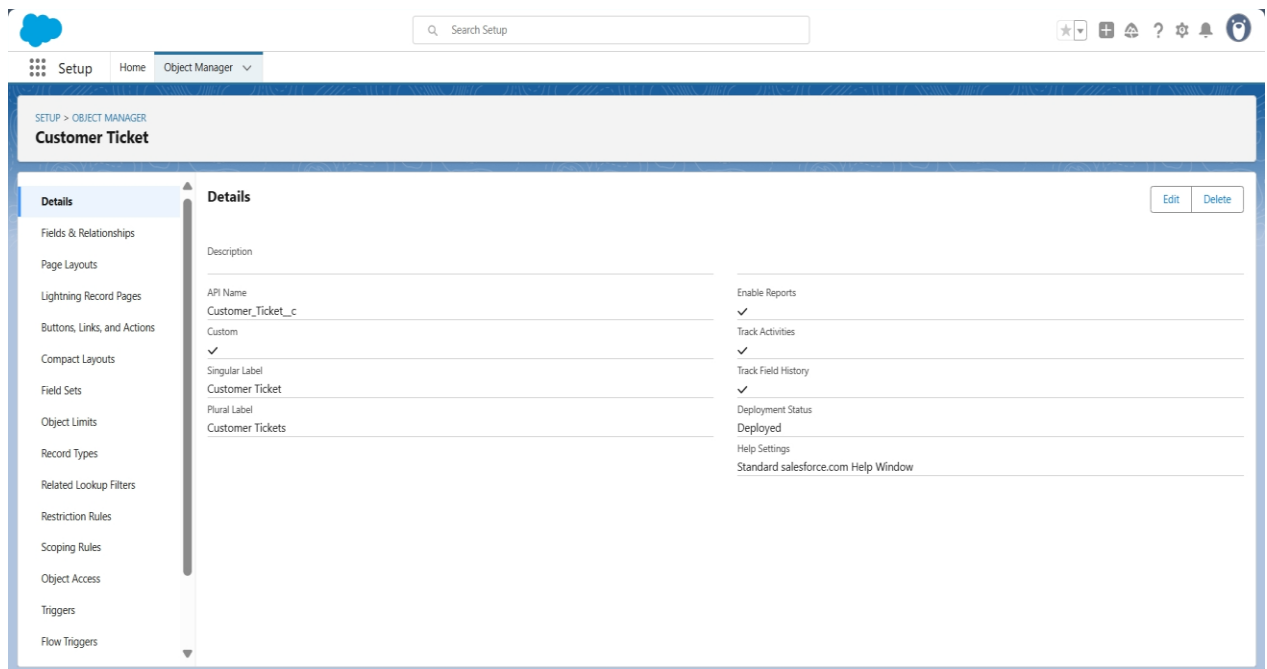 Search Setup
Setup
Home
Object Manager
SETUP > OBJECT MANAGER
Customer Ticket
Details
Fields & Relationships
Page Layouts
Lightning Record Pages
Buttons, Links, and Actions
Compact Layouts
Field Sets
Object Limits
Record Types
Related Lookup Filters
Restriction Rules
Scoping Rules
Object Access
Triggers
Flow Triggers
Details
Edit
Delete
Description
API Name
Customer_Ticket__c
Custom
Singular Label
Customer Ticket
Plural Label
Customer Tickets
Enable Reports
Track Activities
Track Field History
Deployment Status
Deployed
Help Settings
Standard salesforce.com Help Window